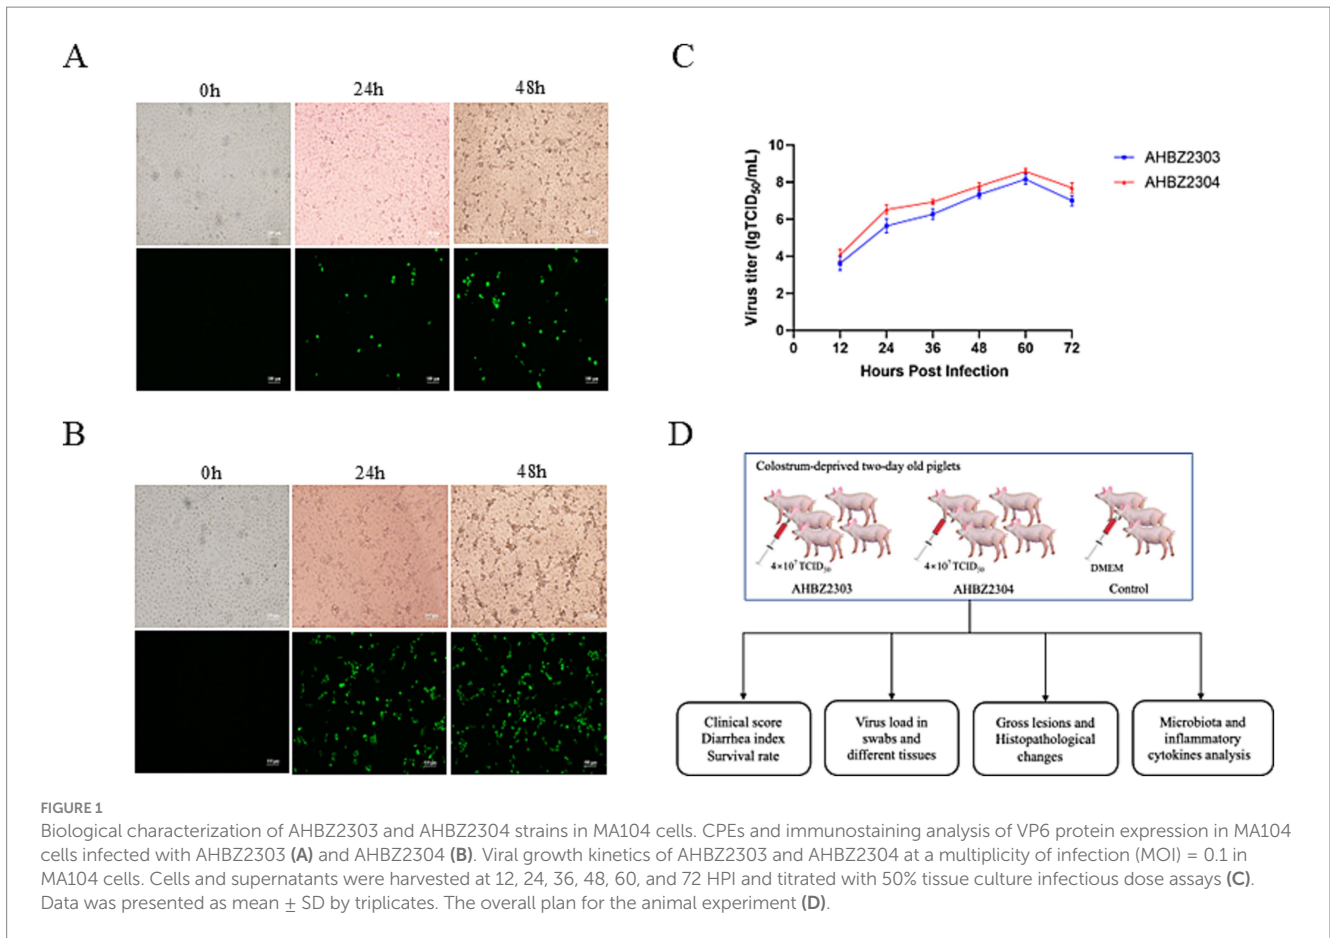 A
0h 24h 48h
B
0h 24h 48h
C
10
8
6
4
2
0
Virus titer (lgTCID50/mL)
0 12 24 36 48 60 72
Hours Post Infection
AHBZ2303
AHBZ2304
D
Colostrum-deprived two-day old piglets
4×10⁷ TCID50 4×10⁷ TCID50 DMEM
AHBZ2303 AHBZ2304 Control
Clinical score
Diarrhea index
Survival rate
Virus load in
swabs and
different tissues
Gross lesions and
Histopathological
changes
Microbiota and
inflammatory
cytokines analysis
FIGURE 1
Biological characterization of AHBZ2303 and AHBZ2304 strains in MA104 cells. CPEs and immunostaining analysis of VP6 protein expression in MA104
cells infected with AHBZ2303 (A) and AHBZ2304 (B). Viral growth kinetics of AHBZ2303 and AHBZ2304 at a multiplicity of infection (MOI) = 0.1 in
MA104 cells. Cells and supernatants were harvested at 12, 24, 36, 48, 60, and 72 HPI and titrated with 50% tissue culture infectious dose assays (C).
Data was presented as mean ± SD by triplicates. The overall plan for the animal experiment (D).